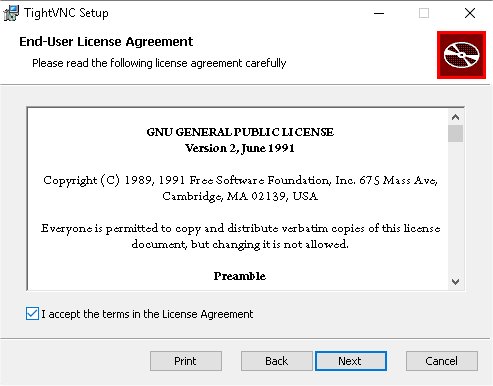 TightVNC Setup
End-User License Agreement
Please read the following license agreement carefully
GNU GENERAL PUBLIC LICENSE
Version 2, June 1991
Copyright (C) 1989, 1991 Free Software Foundation, Inc. 675 Mass Ave,
Cambridge, MA 02139, USA
Everyone is permitted to copy and distribute verbatim copies of this license
document, but changing it is not allowed.
Preamble
I accept the terms in the License Agreement
Print
Back
Next
Cancel